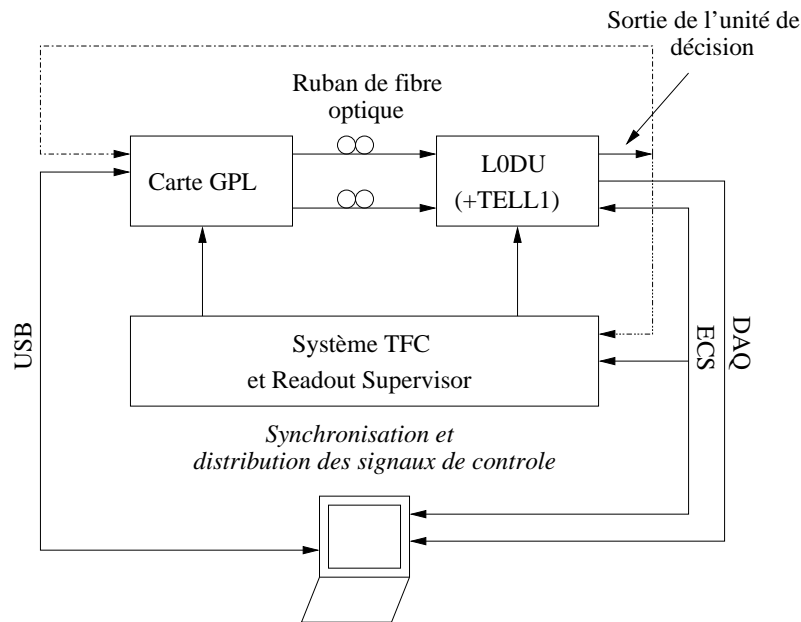 Sortie de l'unité de
décision
Ruban de fibre
optique
Carte GPL
L0DU
(+TELL1)
USB
Système TFC
et Readout Supervisor
ECS
DAQ
Synchronisation et
distribution des signaux de controle